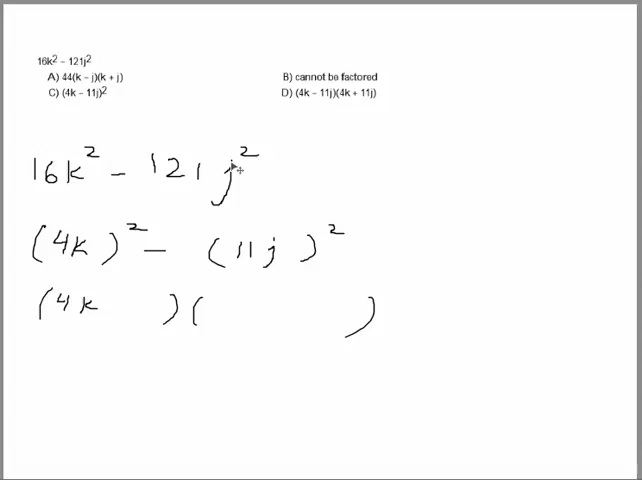 16k² – 121j²
A) 44(k – j)(k + j) B) cannot be factored
C) (4k – 11j)² D) (4k – 11j)(4k + 11j)
16k² – 121j²
(4k )² – (11j )²
(4k )( )